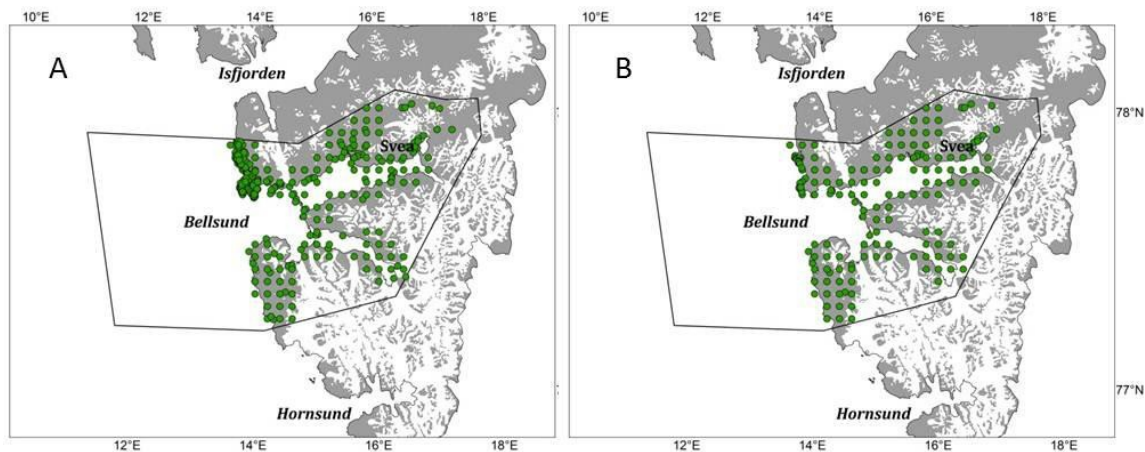 10°E 12°E 14°E 16°E 18°E
10°E 12°E 14°E 16°E 18°E
A
Isfjorden
Svea
Bellsund
Hornsund
B
Isfjorden
78°N
Svea
Bellsund
77°N
Hornsund
12°E 14°E 16°E 18°E
12°E 14°E 16°E 18°E